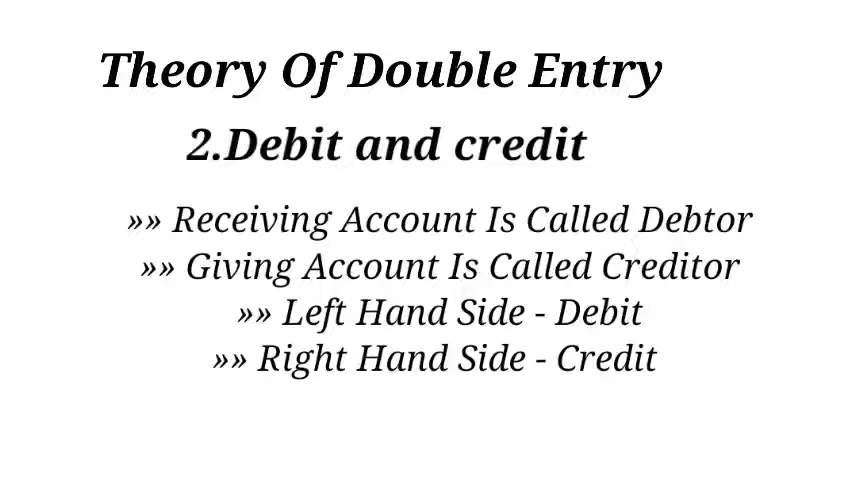 Theory Of Double Entry
2.Debit and credit
»» Receiving Account Is Called Debtor
»» Giving Account Is Called Creditor
»» Left Hand Side - Debit
»» Right Hand Side - Credit